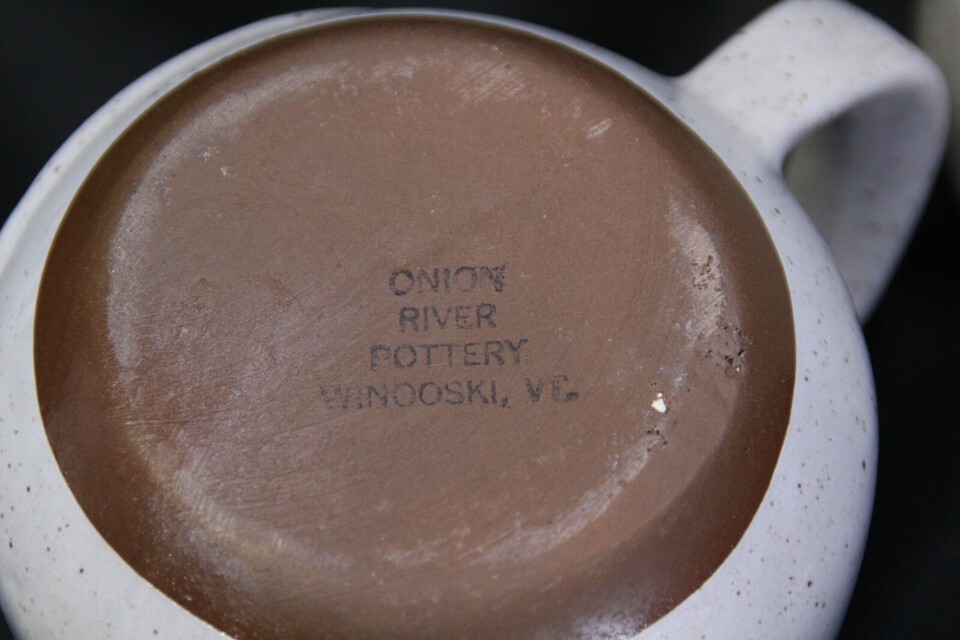 ONION
RIVER
POTTERY
WINOOSKI, VT.